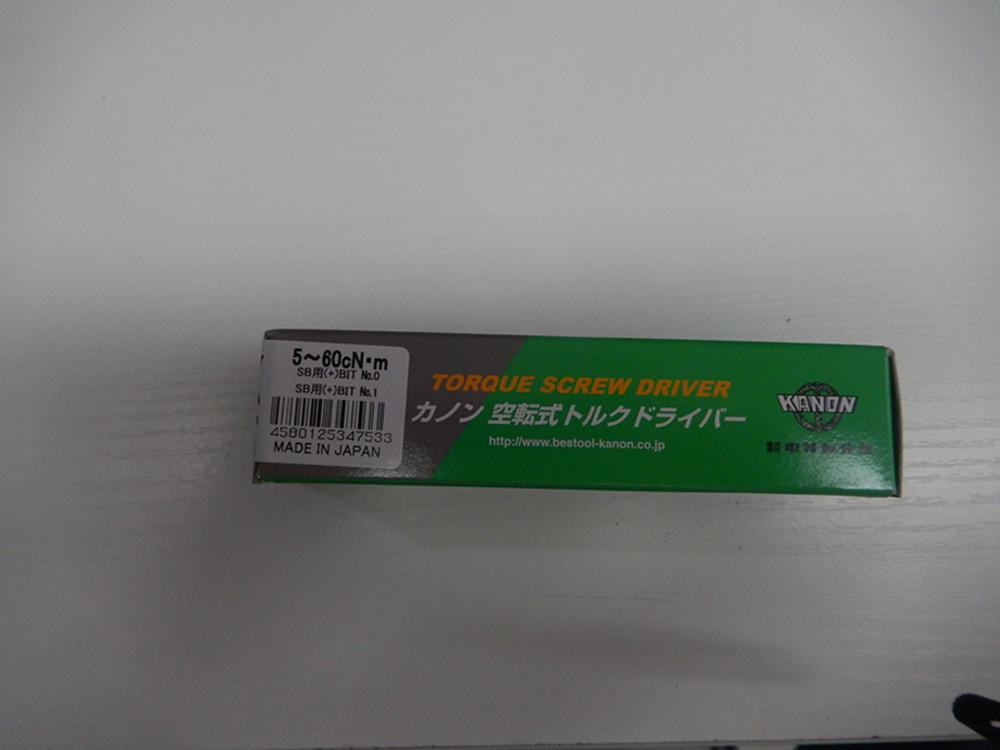 5～60cN・m
SB用(+)BIT No.0
SB用(+)BIT No.1
4580125347533
MADE IN JAPAN
TORQUE SCREW DRIVER
カノン 空転式トルクドライバー
http://www.bestool-kanon.co.jp
KANON